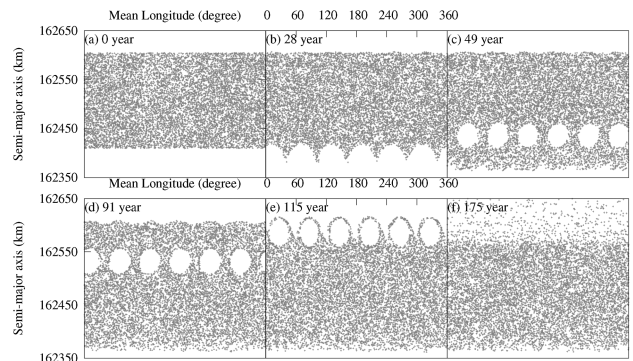 Mean Longitude (degree) 0 60 120 180 240 300 360
162650
(a) 0 year
(b) 28 year
(c) 49 year
162550
162450
162350
Semi-major axis (km)
Mean Longitude (degree) 0 60 120 180 240 300 360
162650
(d) 91 year
(e) 115 year
(f) 175 year
162550
162450
162350
Semi-major axis (km)